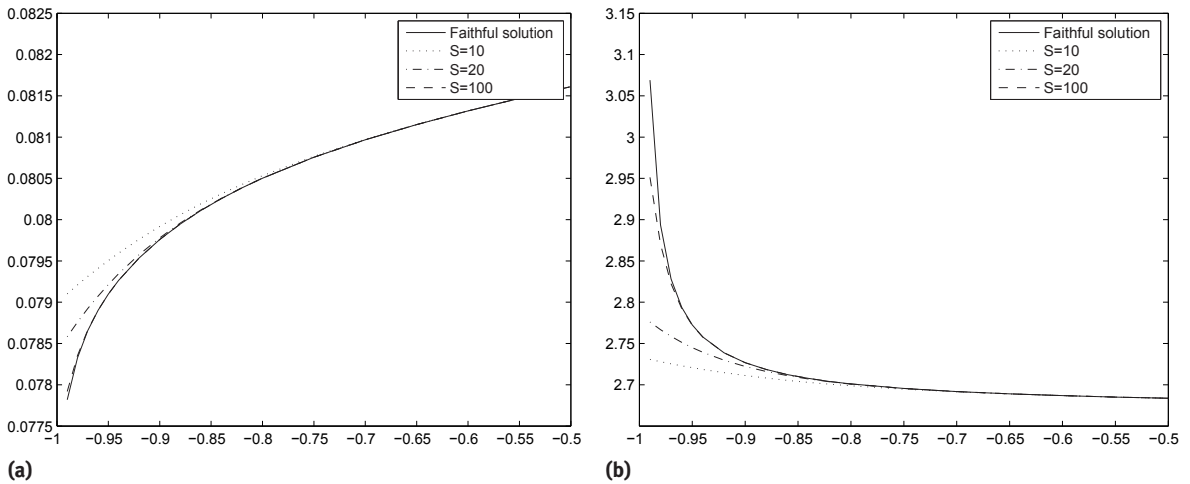 0.0825
0.082
0.0815
0.081
0.0805
0.08
0.0795
0.079
0.0785
0.078
0.0775
−1 −0.95 −0.9 −0.85 −0.8 −0.75 −0.7 −0.65 −0.6 −0.55 −0.5
Faithful solution
S=10
S=20
S=100
(a)
3.15
3.1
3.05
3
2.95
2.9
2.85
2.8
2.75
2.7
−1 −0.95 −0.9 −0.85 −0.8 −0.75 −0.7 −0.65 −0.6 −0.55 −0.5
Faithful solution
S=10
S=20
S=100
(b)